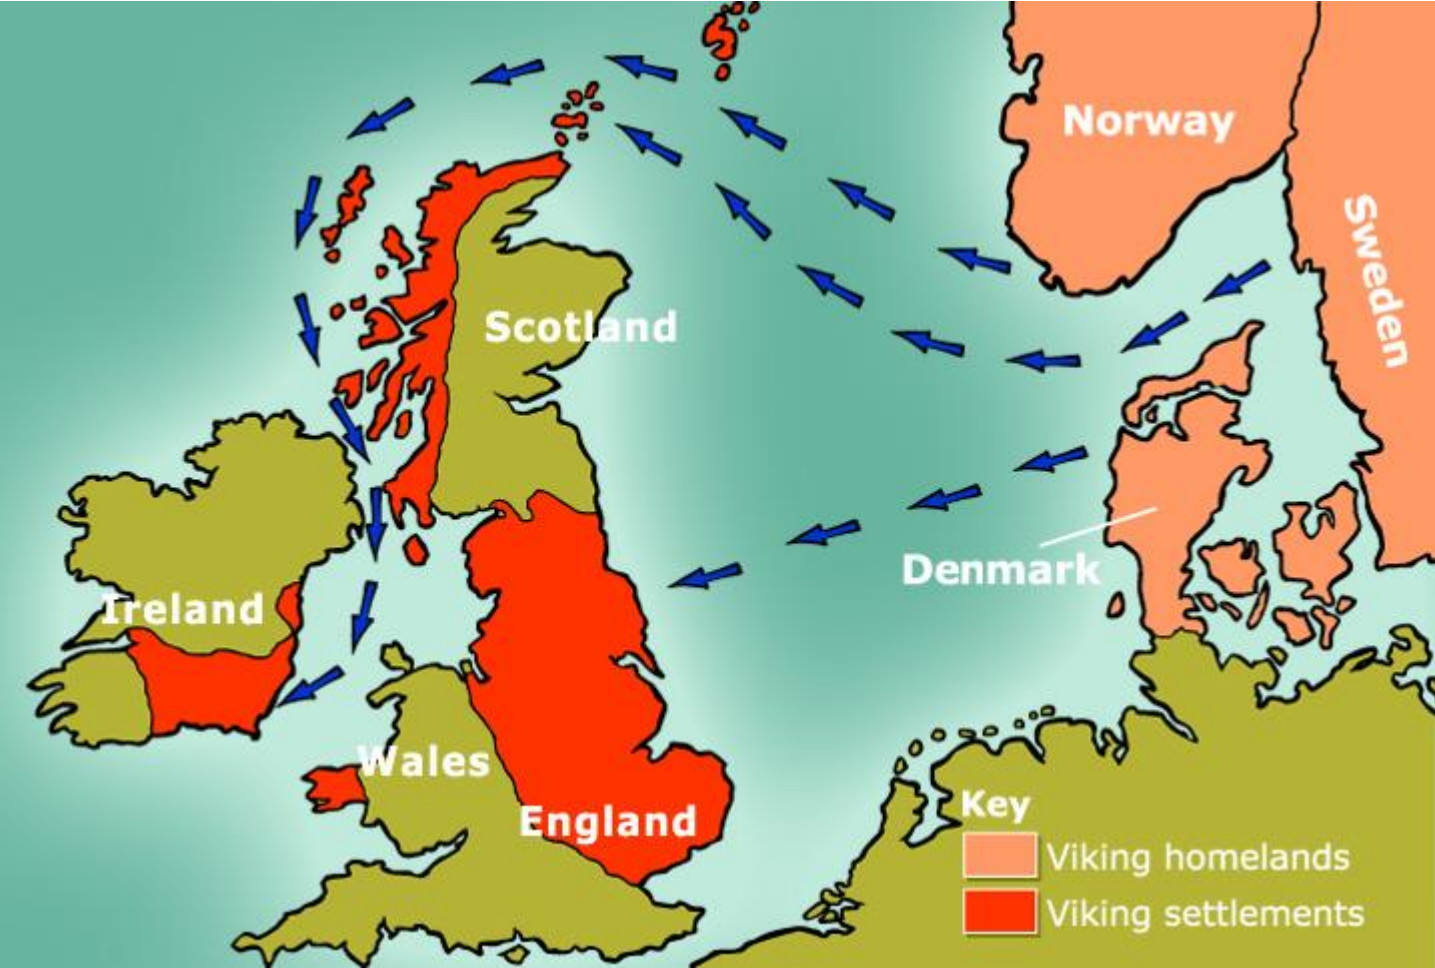 Norway
Sweden
Scotland
Denmark
Ireland
Wales
England
Key
Viking homelands
Viking settlements